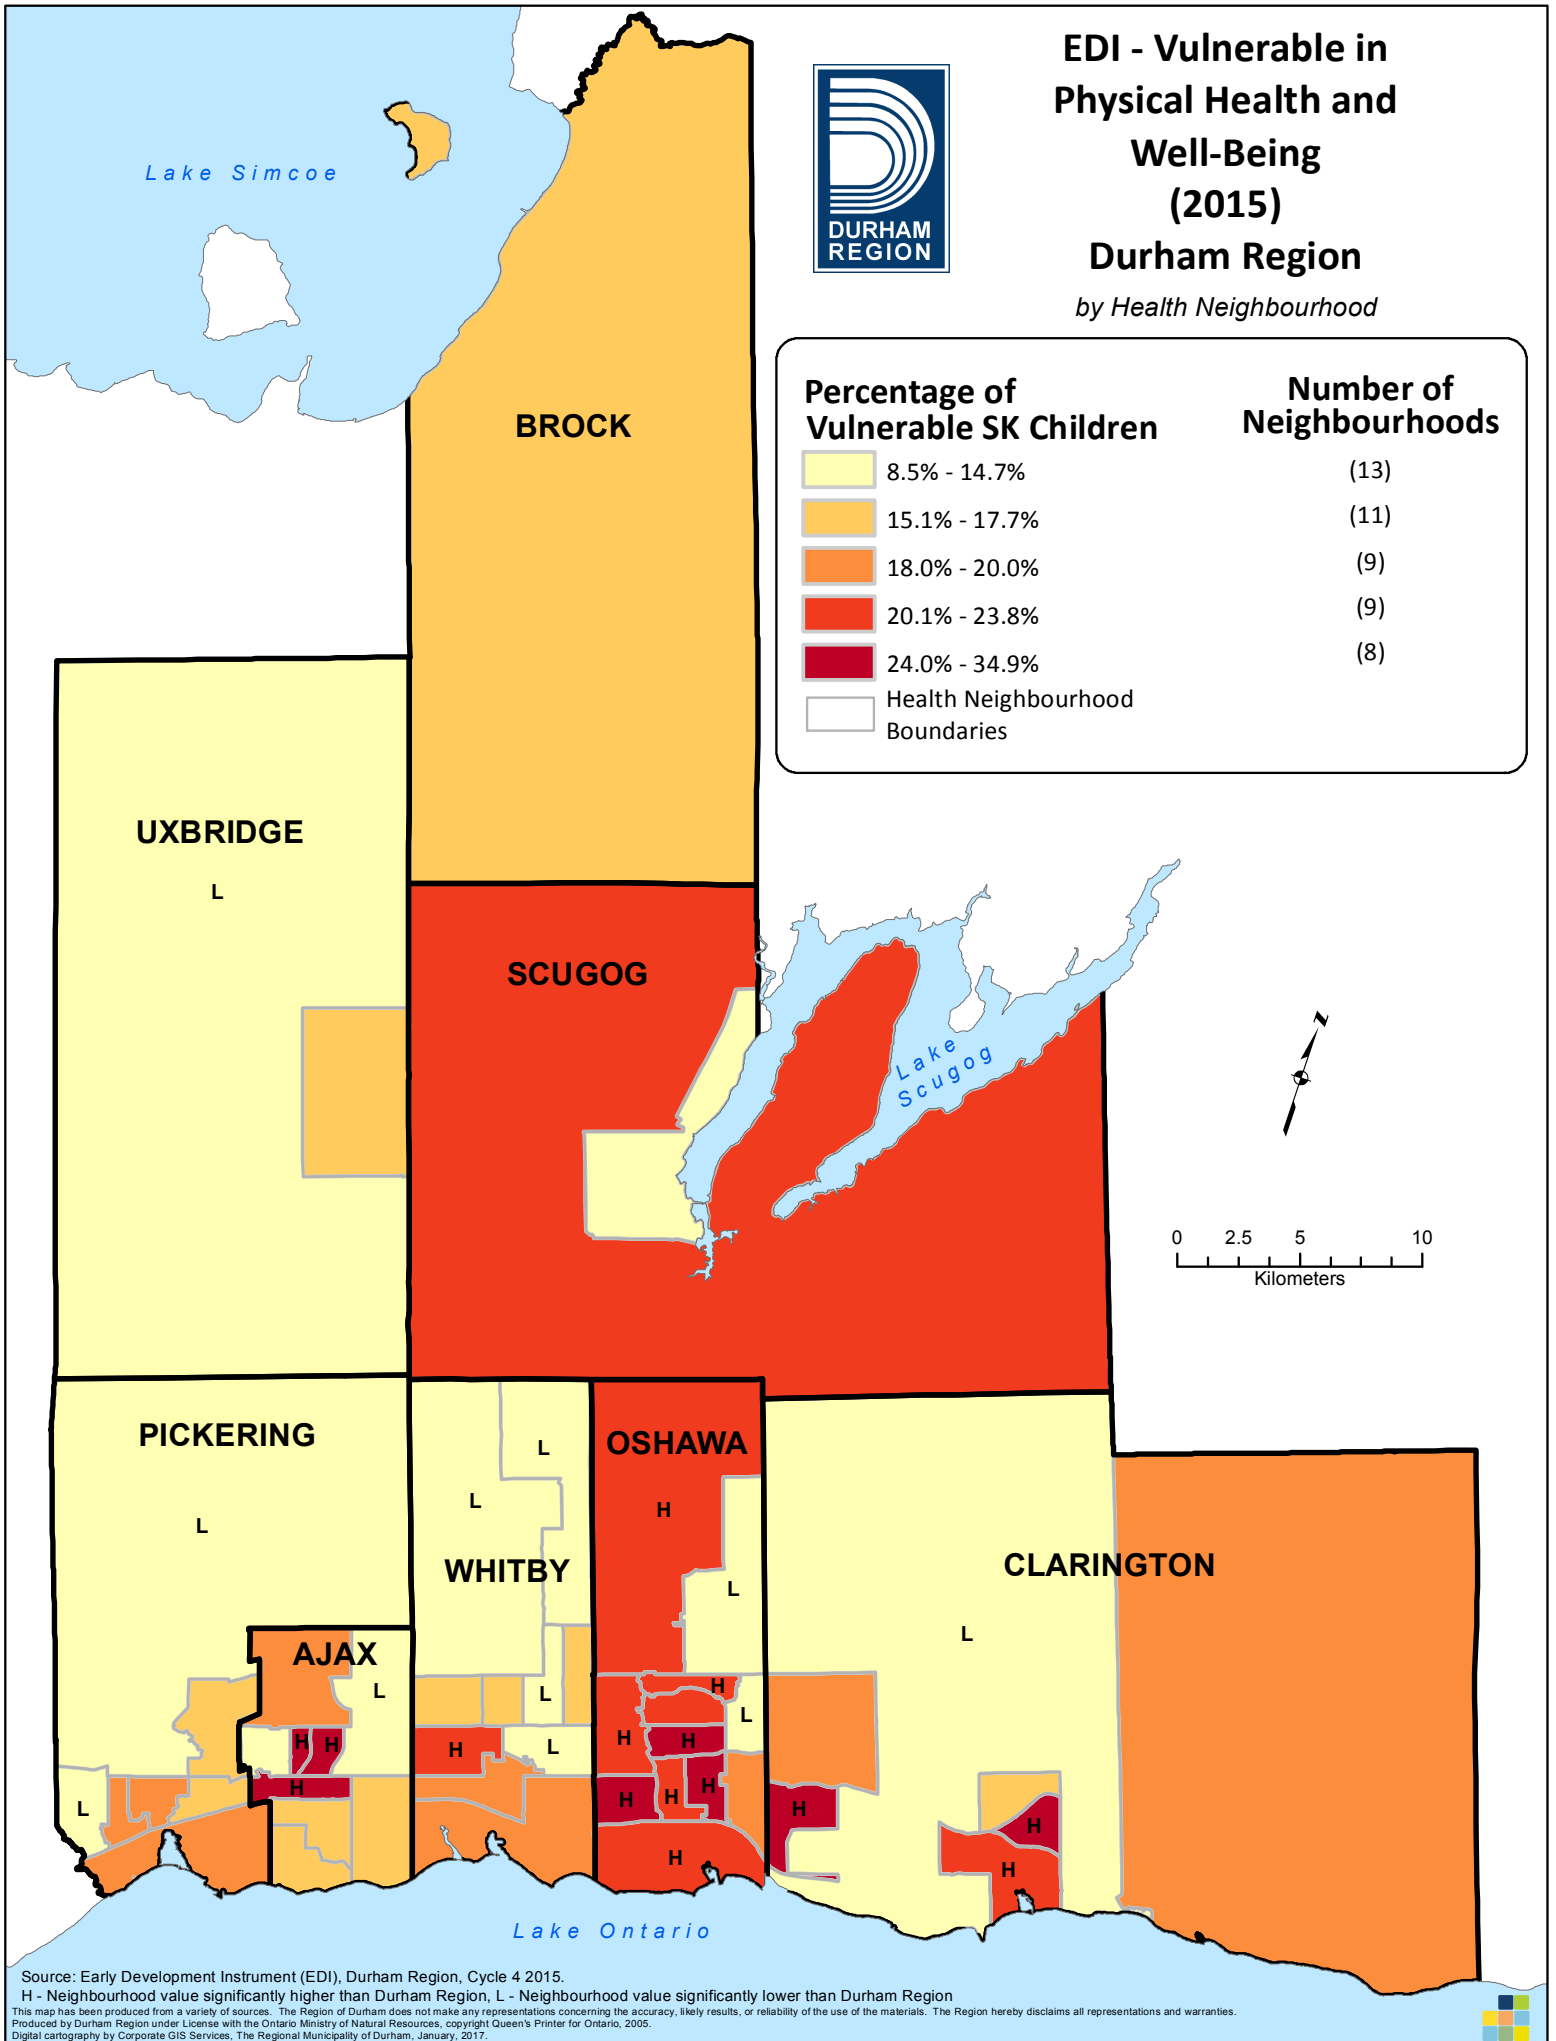 EDI - Vulnerable in
Physical Health and
Well-Being
(2015)
Durham Region
by Health Neighbourhood
DURHAM
REGION
Percentage of
Vulnerable SK Children
Number of
Neighbourhoods
8.5% - 14.7% (13)
15.1% - 17.7% (11)
18.0% - 20.0% (9)
20.1% - 23.8% (9)
24.0% - 34.9% (8)
Health Neighbourhood
Boundaries
Lake Simcoe
BROCK
UXBRIDGE
L
SCUGOG
Lake
Scugog
N
0 2.5 5 10
Kilometers
PICKERING
OSHAWA
L
L
H
L
WHITBY
CLARINGTON
L
L
AJAX
L
H
L
L
H
H
H
H
H
L
H
H
L
H
H
H
H
L
H
H
H
H
Lake Ontario
Source: Early Development Instrument (EDI), Durham Region, Cycle 4 2015.
H - Neighbourhood value significantly higher than Durham Region, L - Neighbourhood value significantly lower than Durham Region
This map has been produced from a variety of sources. The Region of Durham does not make any representations concerning the accuracy, likely results, or reliability of the use of the materials. The Region hereby disclaims all representations and warranties.
Produced by Durham Region under License with the Ontario Ministry of Natural Resources, copyright Queen's Printer for Ontario, 2005.
Digital cartography by Corporate GIS Services, The Regional Municipality of Durham, January, 2017.